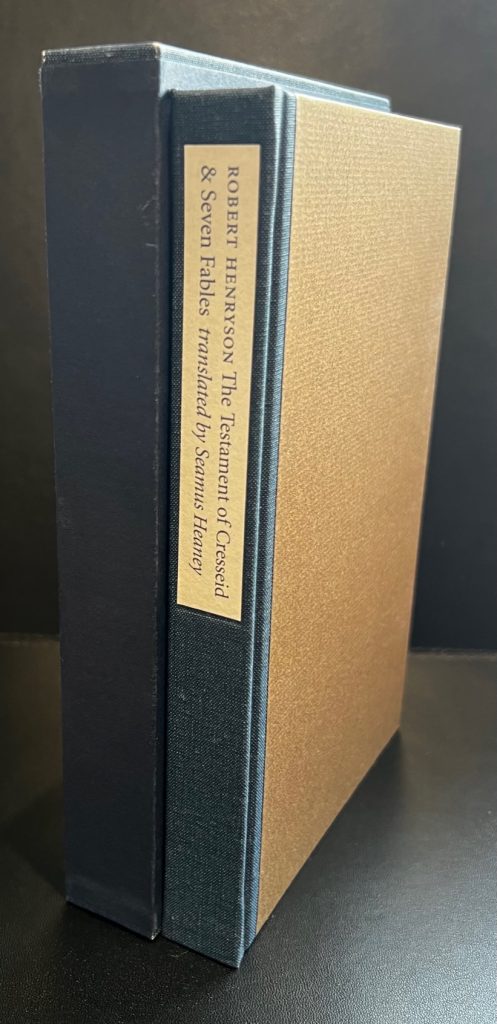 ROBERT HENRYSON The Testament of Cresseid
& Seven Fables translated by Seamus Heaney